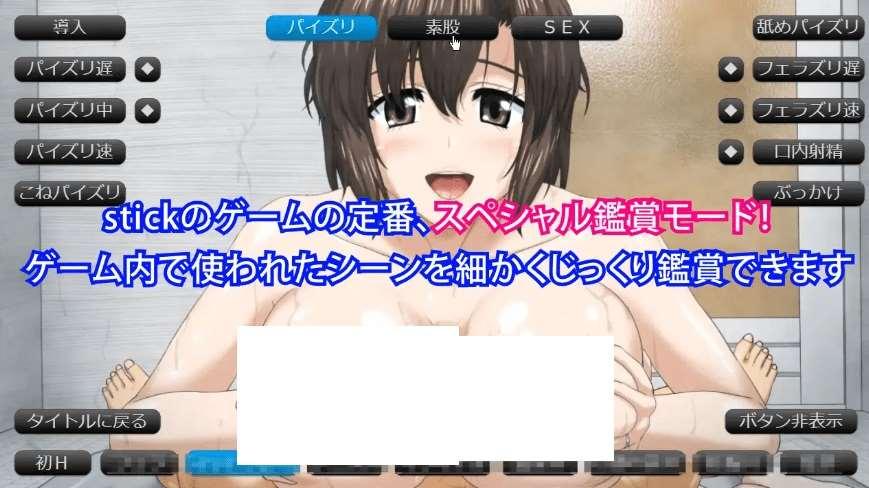 導入
パイズリ
素股
ＳＥＸ
舐めパイズリ
パイズリ遅
フェラズリ遅
パイズリ中
フェラズリ速
パイズリ速
口内射精
こねパイズリ
ぶっかけ
stickのゲームの定番、スペシャル鑑賞モード!
ゲーム内で使われたシーンを細かくじっくり鑑賞できます
タイトルに戻る
ボタン非表示
初Ｈ